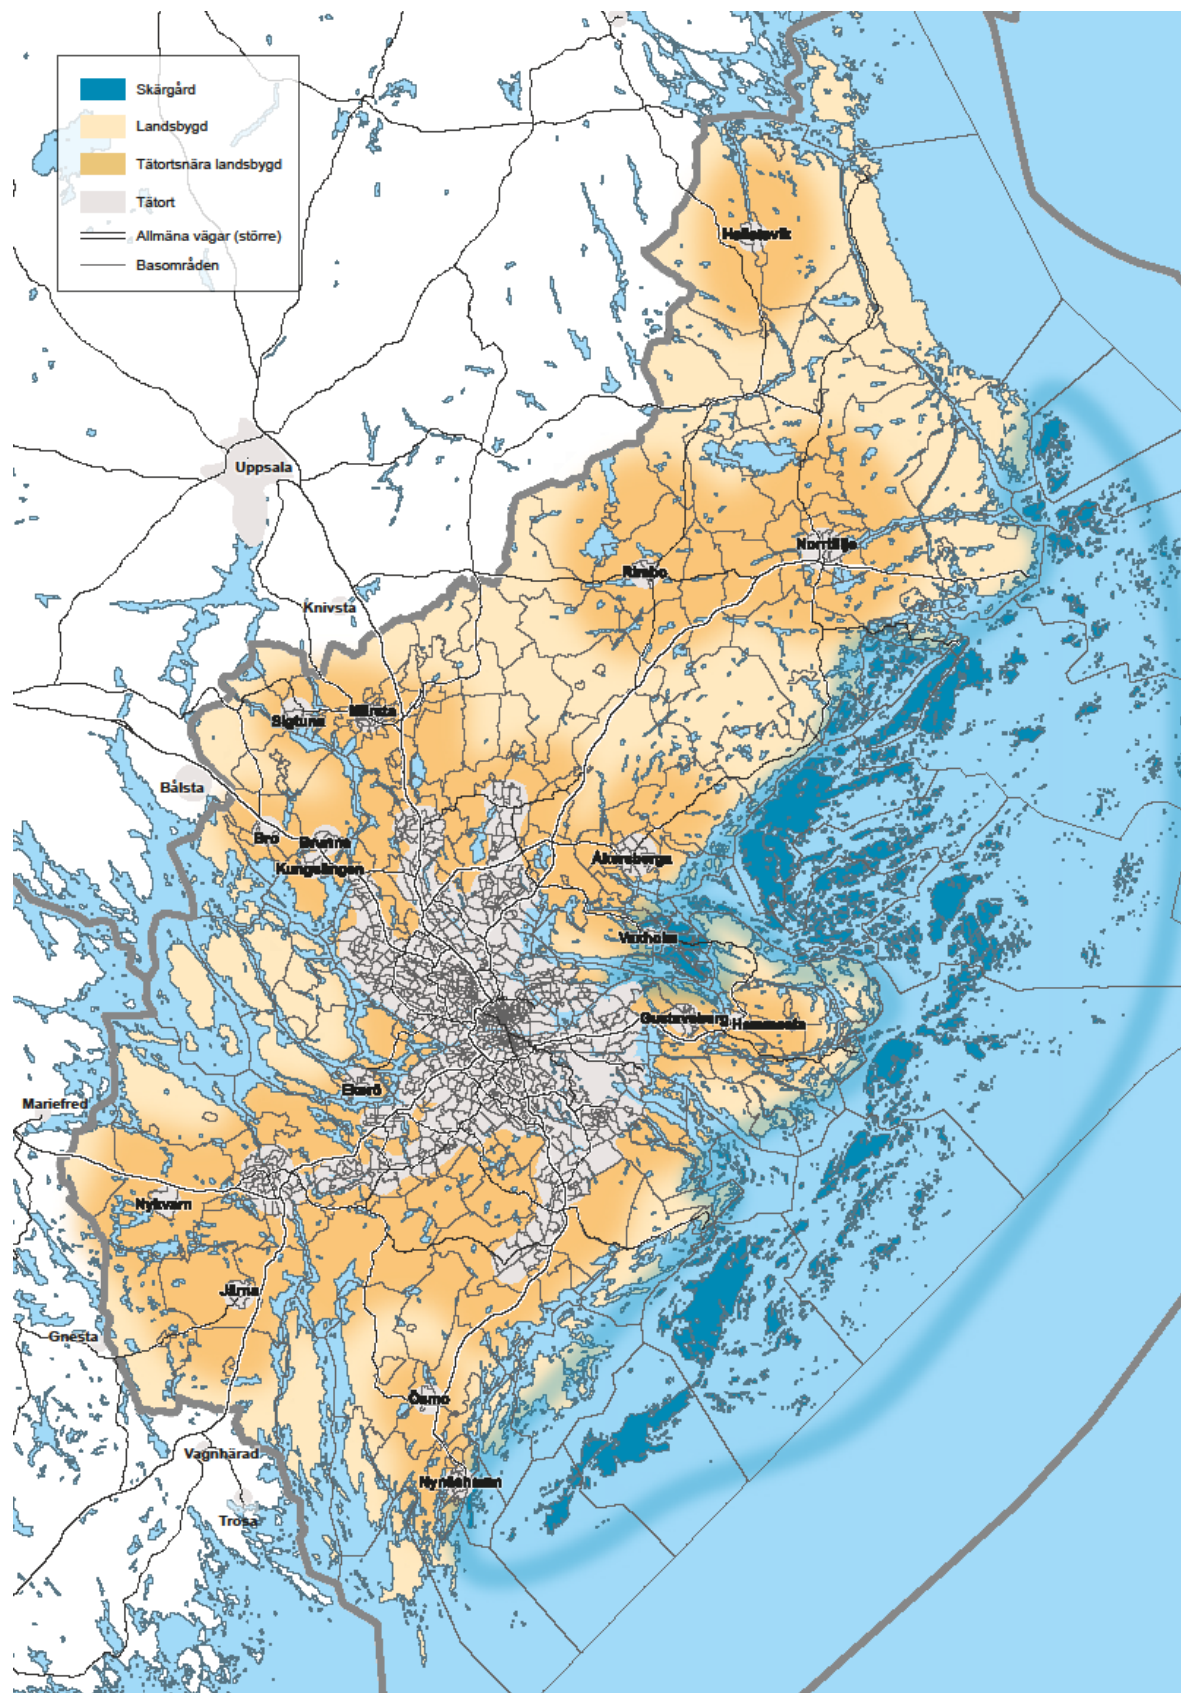 Skärgård
Landsbygd
Tätortsnära landsbygd
Tätort
Allmäna vägar (större)
Basområden
Hallstavik
Uppsala
Norrtälje
Rimbo
Knivsta
Sigtuna
Märsta
Bålsta
Bro
Brunna
Kungsängen
Åkersberga
Vaxholm
Gustavsberg
Hemmesta
Ekerö
Mariefred
Nykvarn
Järna
Gnesta
Ösmo
Vagnhärad
Nynäshamn
Trosa